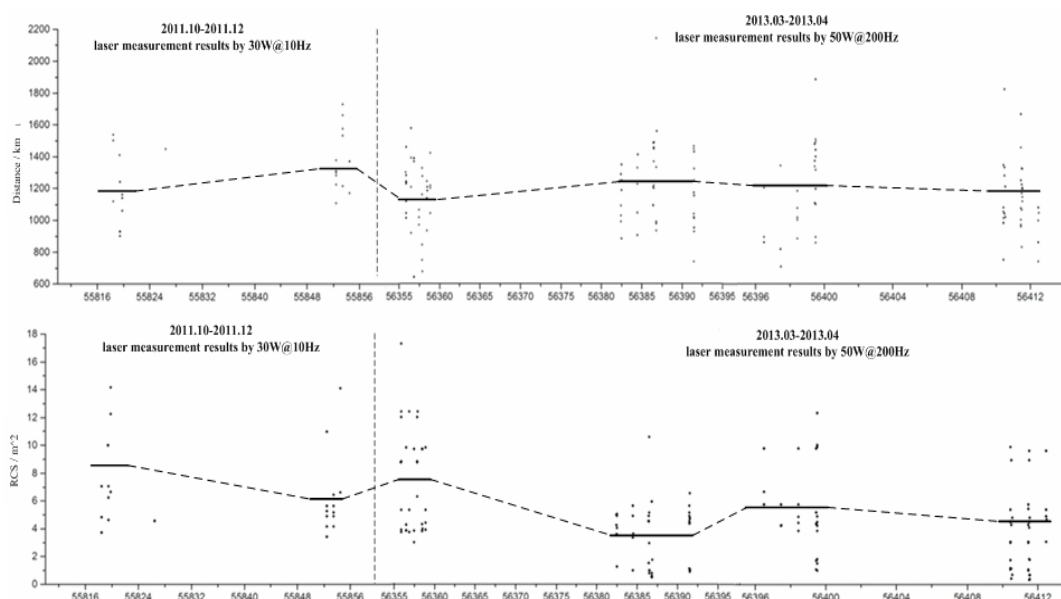 2011.10-2011.12
laser measurement results by 30W@10Hz
2013.03-2013.04
laser measurement results by 50W@200Hz
Distance / km
2200
2000
1800
1600
1400
1200
1000
800
600
55816 55824 55832 55840 55848 55856 56355 56360 56365 56370 56375 56380 56385 56390 56395 56396 56400 56404 56408 56412
2011.10-2011.12
laser measurement results by 30W@10Hz
2013.03-2013.04
laser measurement results by 50W@200Hz
RCS / m^2
18
16
14
12
10
8
6
4
2
0
55816 55824 55832 55840 55848 55856 56355 56360 56365 56370 56375 56380 56385 56390 56395 56396 56400 56404 56408 56412